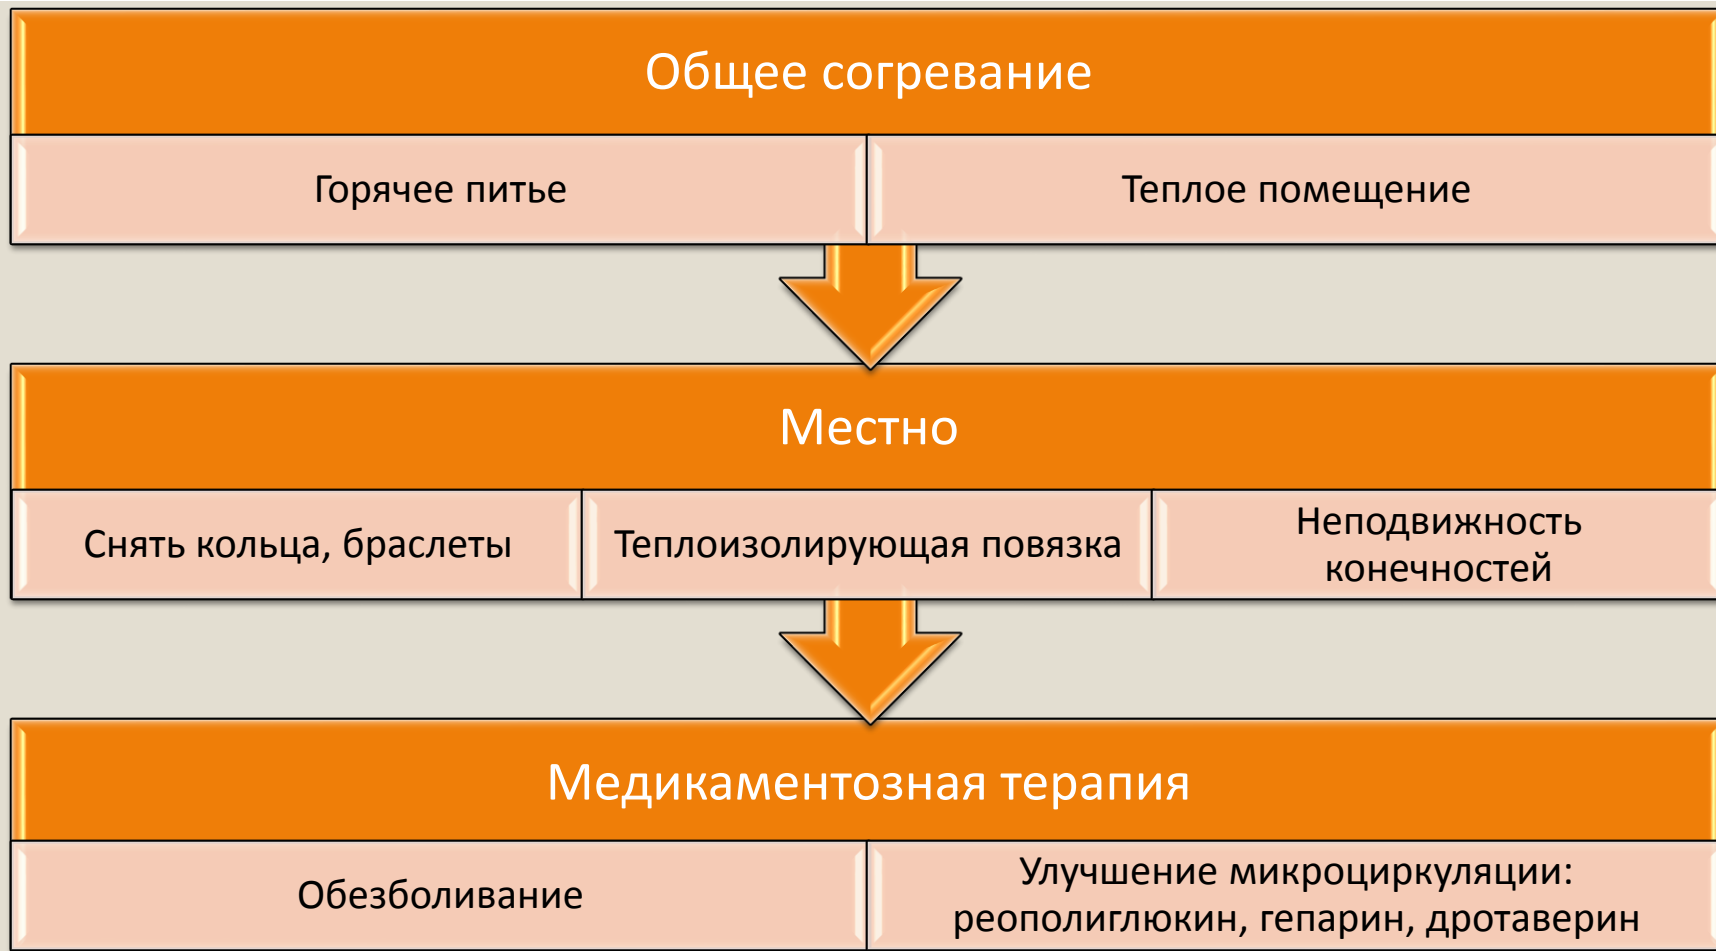 Общее согревание
Горячее питье
Теплое помещение
Местно
Снять кольца, браслеты
Теплоизолирующая повязка
Неподвижность
конечностей
Медикаментозная терапия
Обезболивание
Улучшение микроциркуляции:
реополиглюкин, гепарин, дротаверин